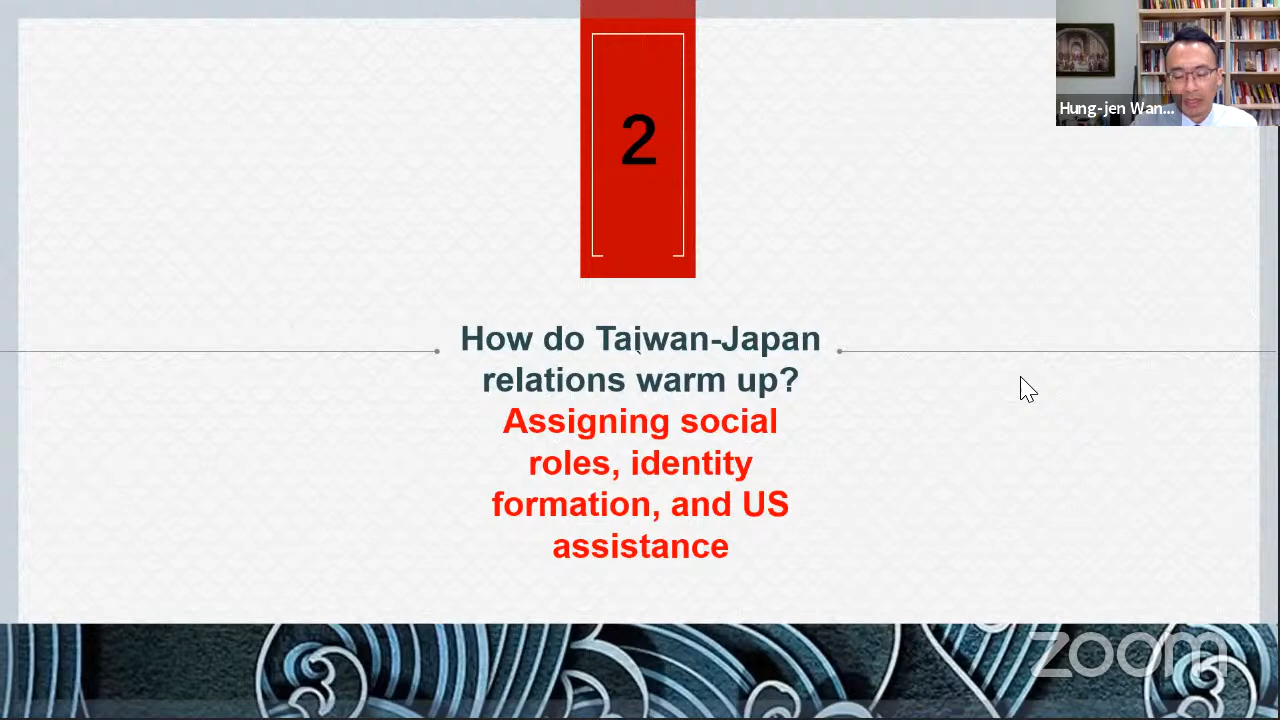 2
Hung-jen Wan...
How do Taiwan-Japan
relations warm up?
Assigning social
roles, identity
formation, and US
assistance
zoom